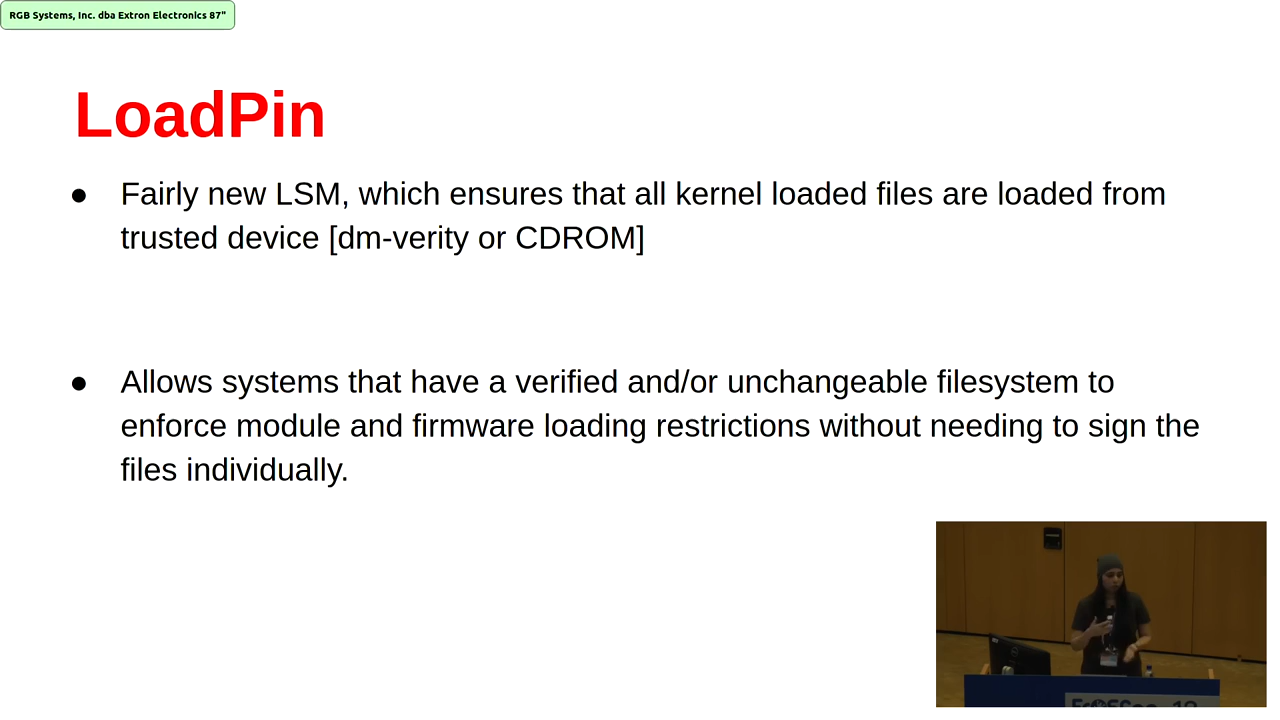 RGB Systems, Inc. dba Extron Electronics 87"
LoadPin
● Fairly new LSM, which ensures that all kernel loaded files are loaded from
trusted device [dm-verity or CDROM]
● Allows systems that have a verified and/or unchangeable filesystem to
enforce module and firmware loading restrictions without needing to sign the
files individually.